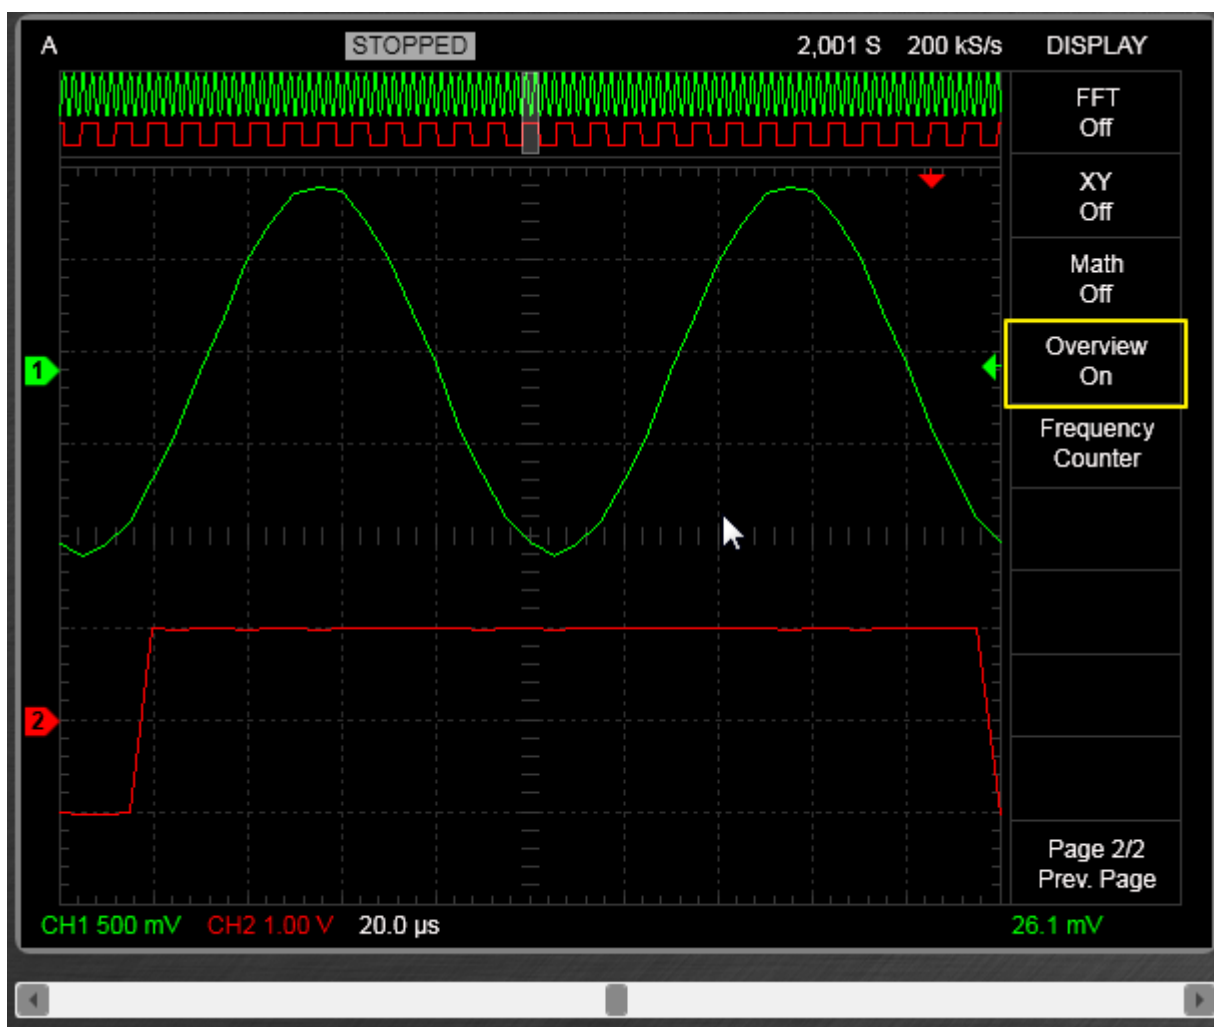 A STOPPED 2,001 S 200 kS/s DISPLAY
FFT
Off
XY
Off
Math
Off
1
Overview
On
Frequency
Counter
2
Page 2/2
Prev. Page
CH1 500 mV CH2 1.00 V 20.0 µs 26.1 mV